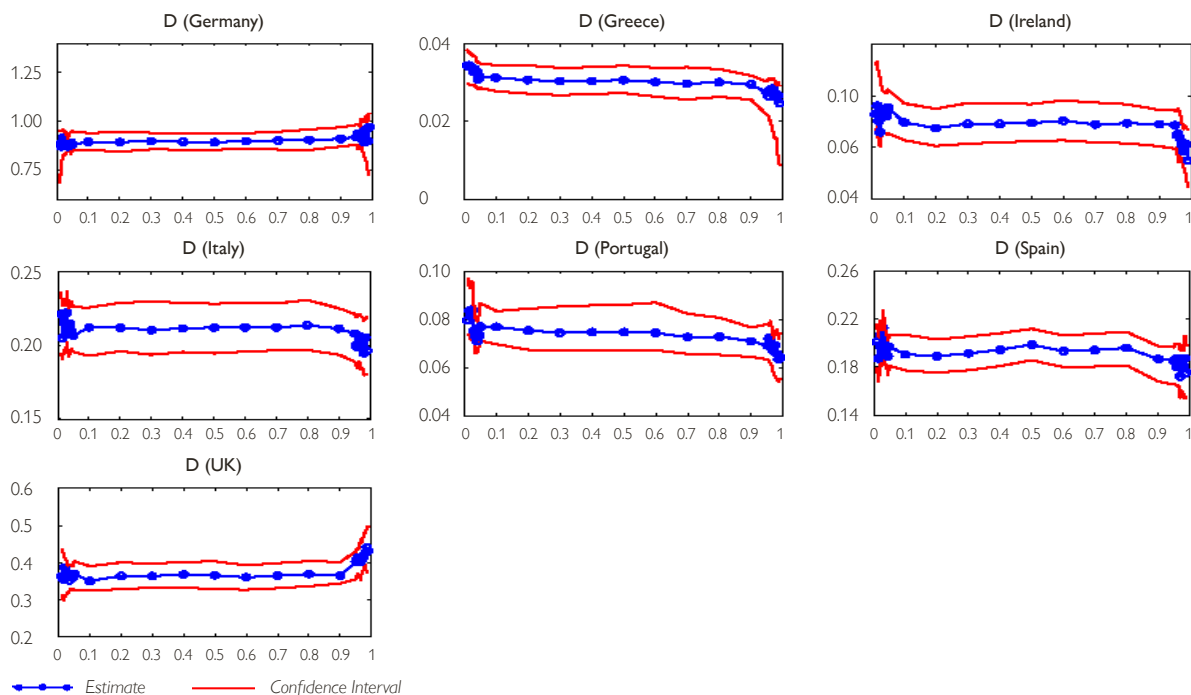 D (Germany)
1.25
1.00
0.75
0 0.1 0.2 0.3 0.4 0.5 0.6 0.7 0.8 0.9 1
D (Greece)
0.04
0.02
0
0 0.1 0.2 0.3 0.4 0.5 0.6 0.7 0.8 0.9 1
D (Ireland)
0.10
0.06
0.04
0 0.1 0.2 0.3 0.4 0.5 0.6 0.7 0.8 0.9 1
D (Italy)
0.25
0.20
0.15
0 0.1 0.2 0.3 0.4 0.5 0.6 0.7 0.8 0.9 1
D (Portugal)
0.10
0.08
0.06
0.04
0 0.1 0.2 0.3 0.4 0.5 0.6 0.7 0.8 0.9 1
D (Spain)
0.26
0.22
0.18
0.14
0 0.1 0.2 0.3 0.4 0.5 0.6 0.7 0.8 0.9 1
D (UK)
0.6
0.5
0.4
0.3
0.2
0 0.1 0.2 0.3 0.4 0.5 0.6 0.7 0.8 0.9 1
Estimate Confidence Interval